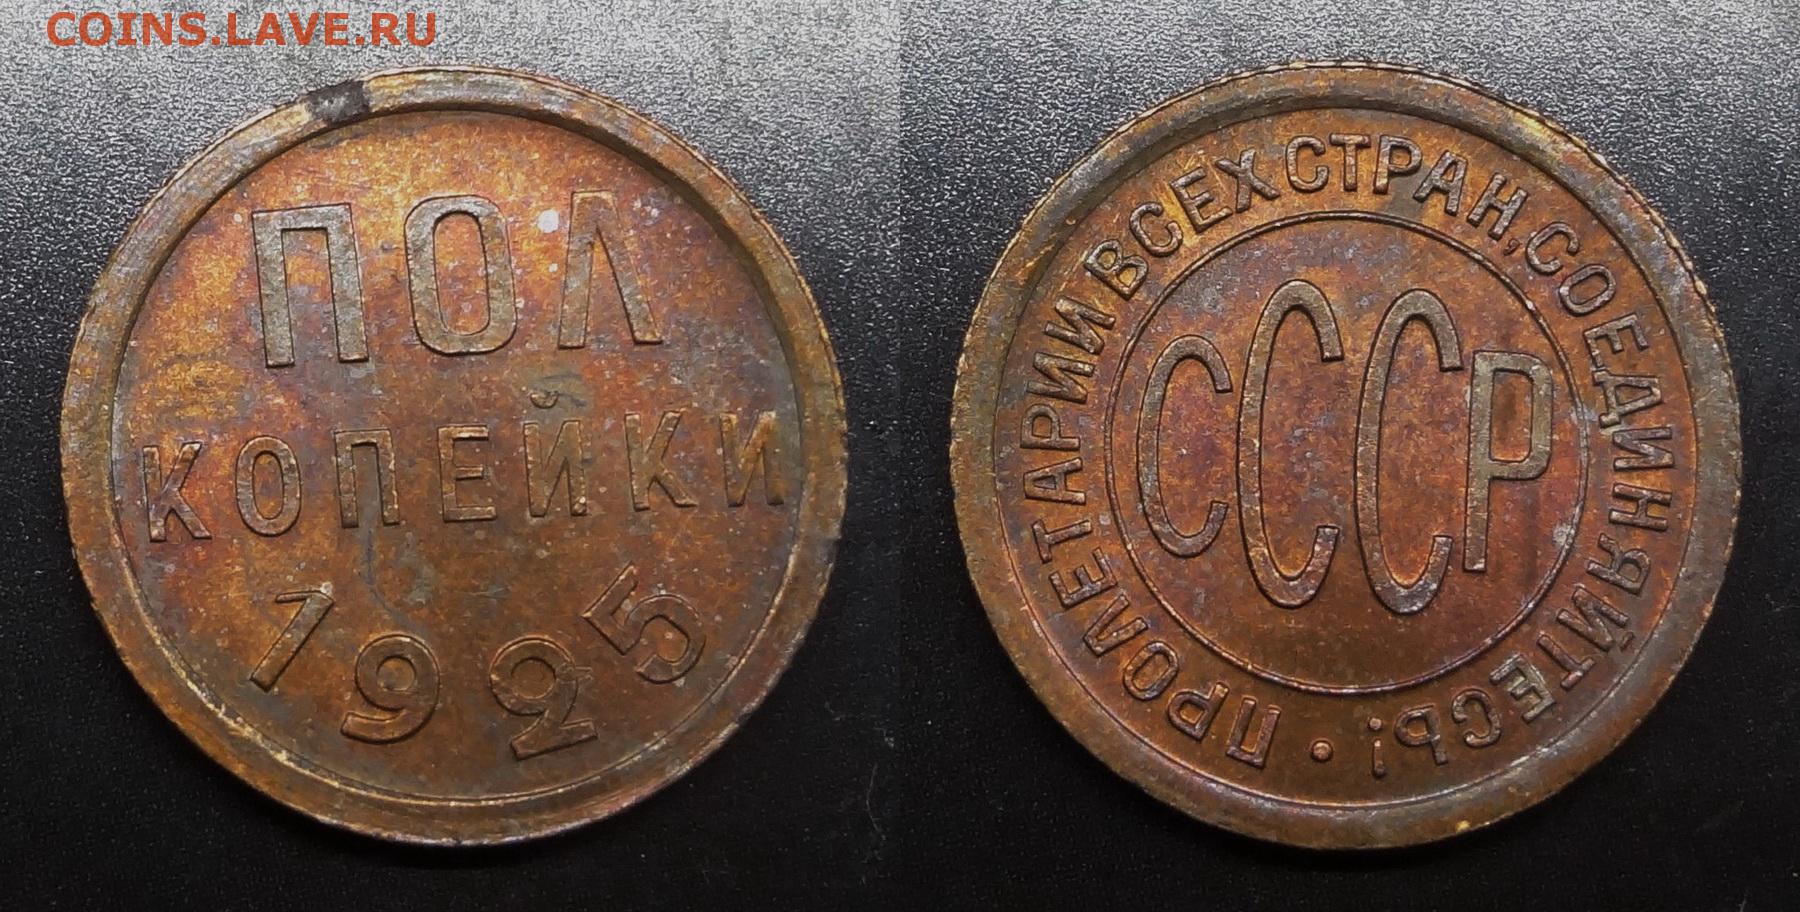 COINS.LAVE.RU
ПОЛ
КОПЕЙКИ
1925
ПРОЛЕТАРИИ ВСЕХ СТРАН, СОЕДИНЯЙТЕСЬ!
СССР